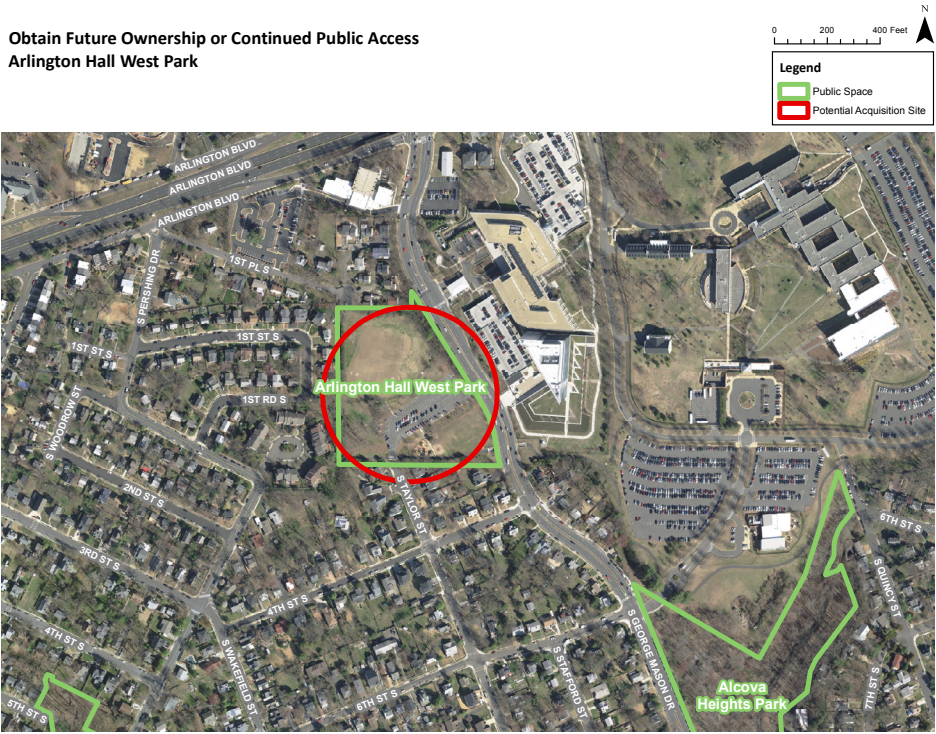 Obtain Future Ownership or Continued Public Access
Arlington Hall West Park
N
0 200 400 Feet
Legend
Public Space
Potential Acquisition Site
ARLINGTON BLVD
ARLINGTON BLVD
ARLINGTON BLVD
S PERSHING DR
1ST PL S
1ST ST S
1ST ST S
1ST RD S
S WOODROW ST
Arlington Hall West Park
2ND ST S
S TAYLOR ST
3RD ST S
6TH ST S
S QUINCY ST
4TH ST S
4TH ST S
S WAKEFIELD ST
S GEORGE MASON DR
S STAFFORD ST
6TH ST S
7TH ST S
5TH ST S
Alcova
Heights Park